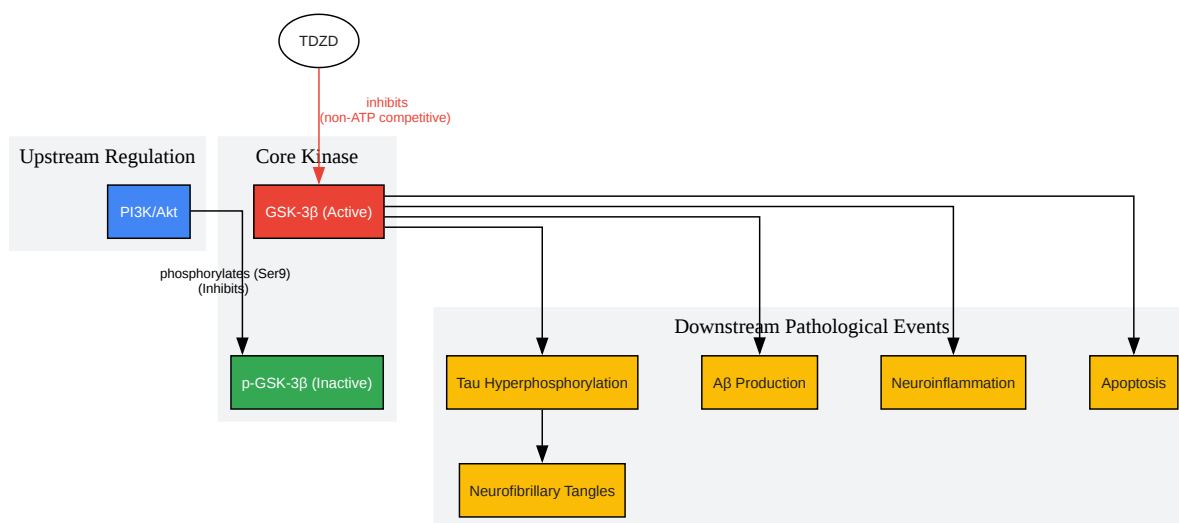 TDZD
inhibits
(non-ATP competitive)
Upstream Regulation
Core Kinase
PI3K/Akt
GSK-3β (Active)
phosphorylates (Ser9)
(Inhibits)
Downstream Pathological Events
p-GSK-3β (Inactive)
Tau Hyperphosphorylation
Aβ Production
Neuroinflammation
Apoptosis
Neurofibrillary Tangles